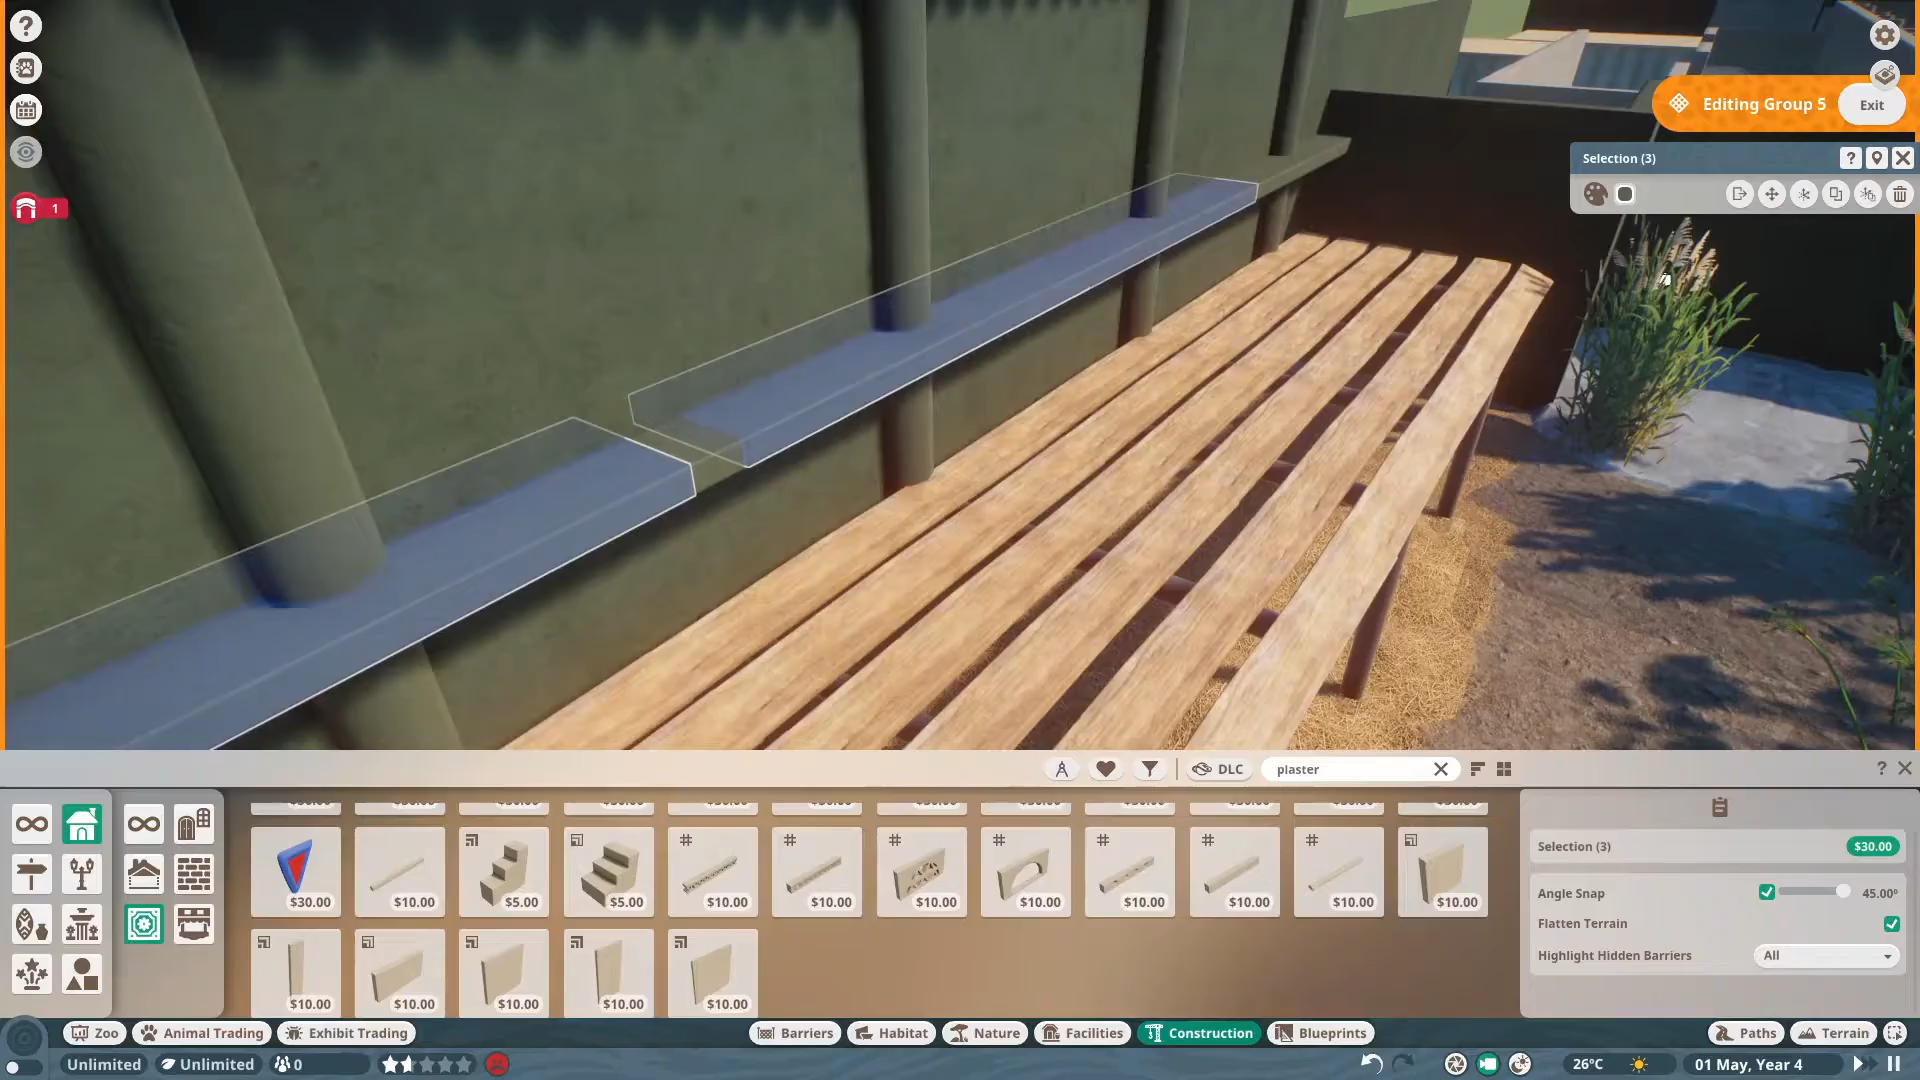 ?
Editing Group 5
Exit
Selection (3)
?
1
DLC
plaster
?
$30.00
$10.00
$5.00
$5.00
$10.00
$10.00
$10.00
$10.00
$10.00
$10.00
$10.00
$10.00
$10.00
$10.00
$10.00
$10.00
$10.00
Selection (3)
$30.00
Angle Snap
45.00°
Flatten Terrain
Highlight Hidden Barriers
All
Zoo
Animal Trading
Exhibit Trading
Barriers
Habitat
Nature
Facilities
Construction
Blueprints
Paths
Terrain
Unlimited
Unlimited
0
26°C
01 May, Year 4